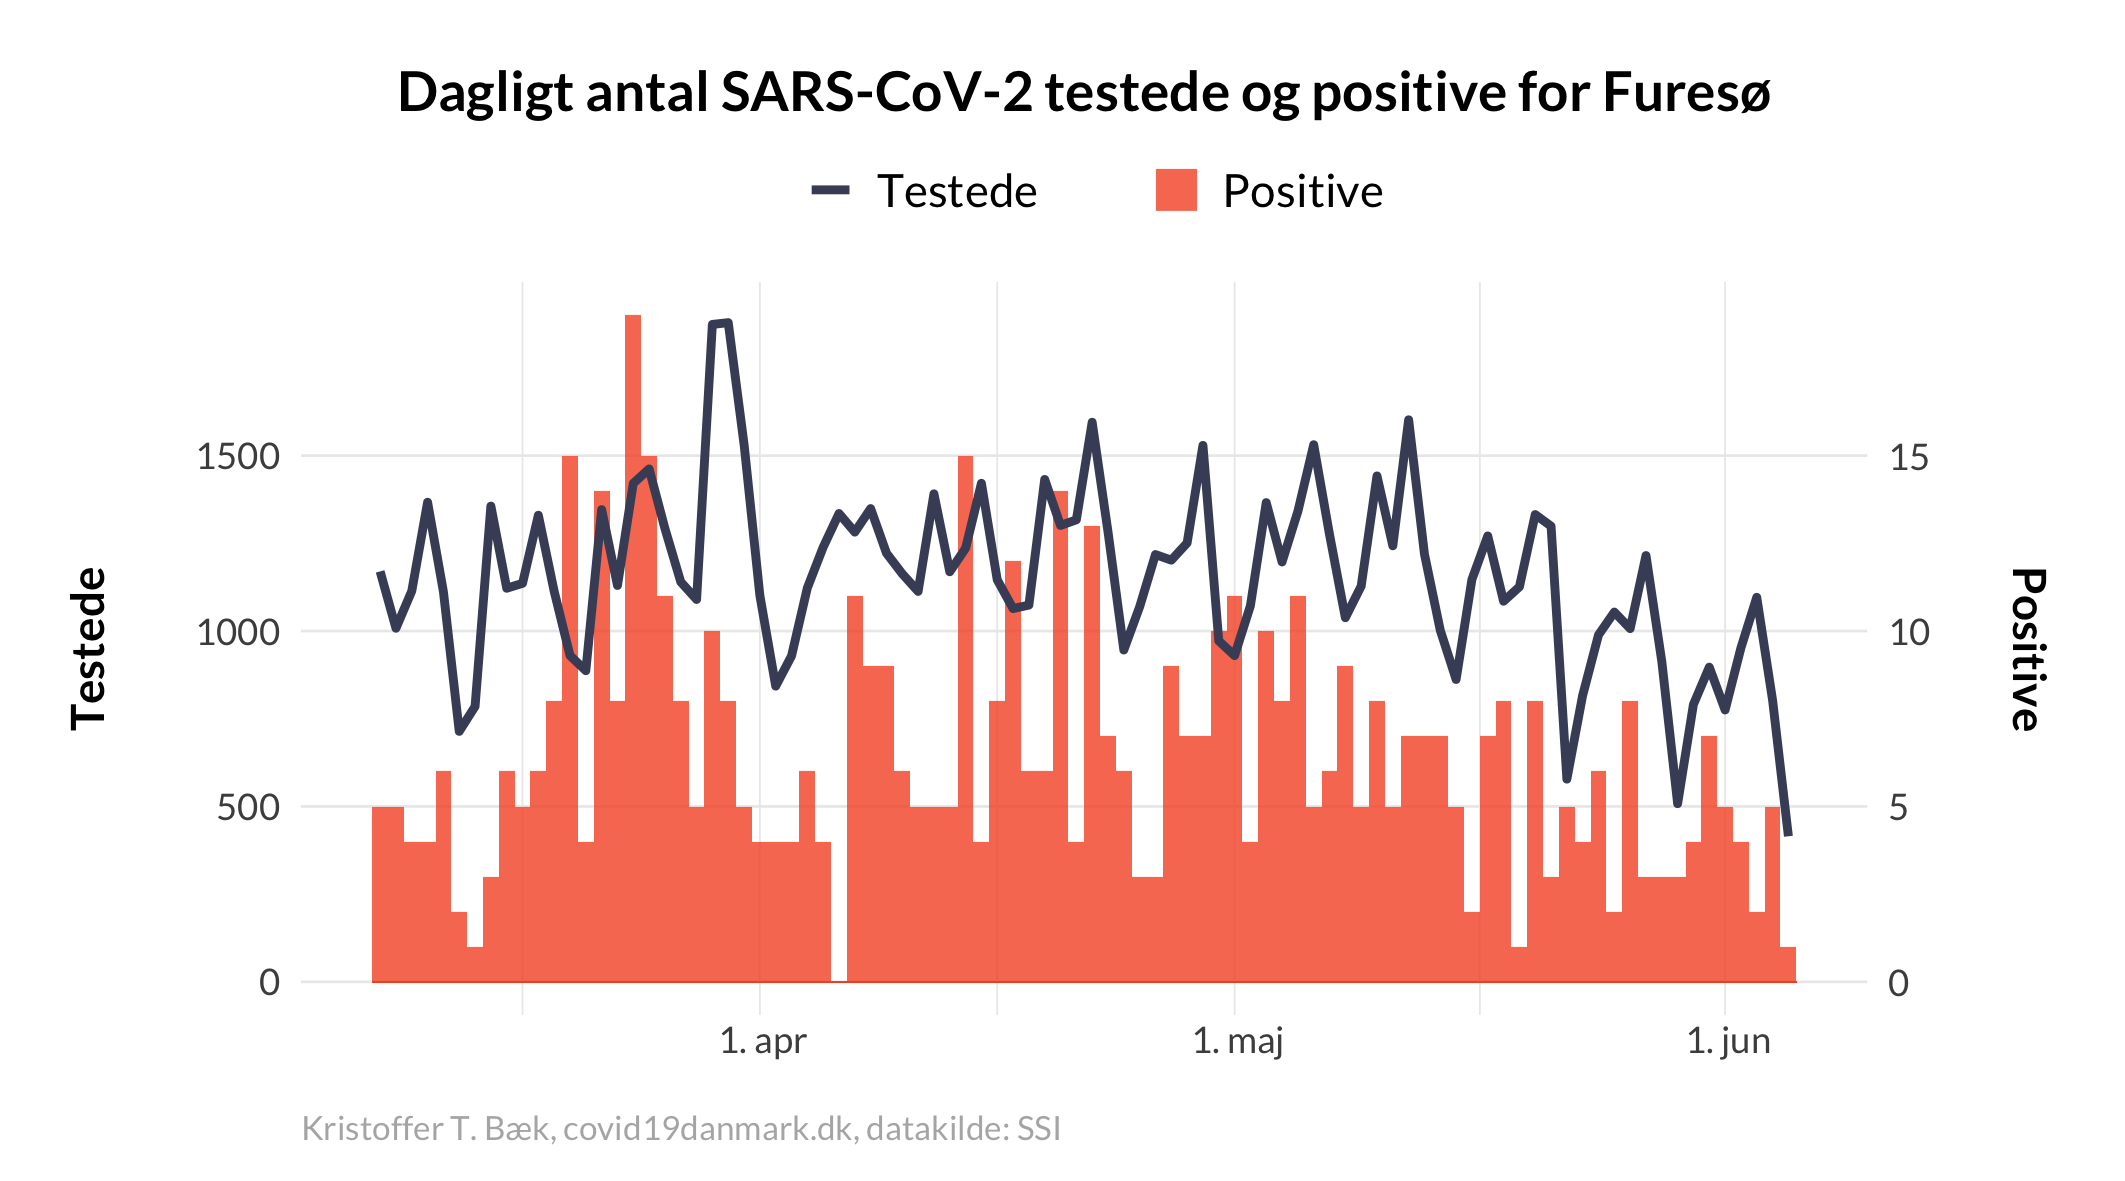 Dagligt antal SARS-CoV-2 testede og positive for Furesø
Testede Positive
1500 15
1000 10
500 5
0 0
Testede
Positive
1. apr 1. maj 1. jun
Kristoffer T. Bæk, covid19danmark.dk, datakilde: SSI